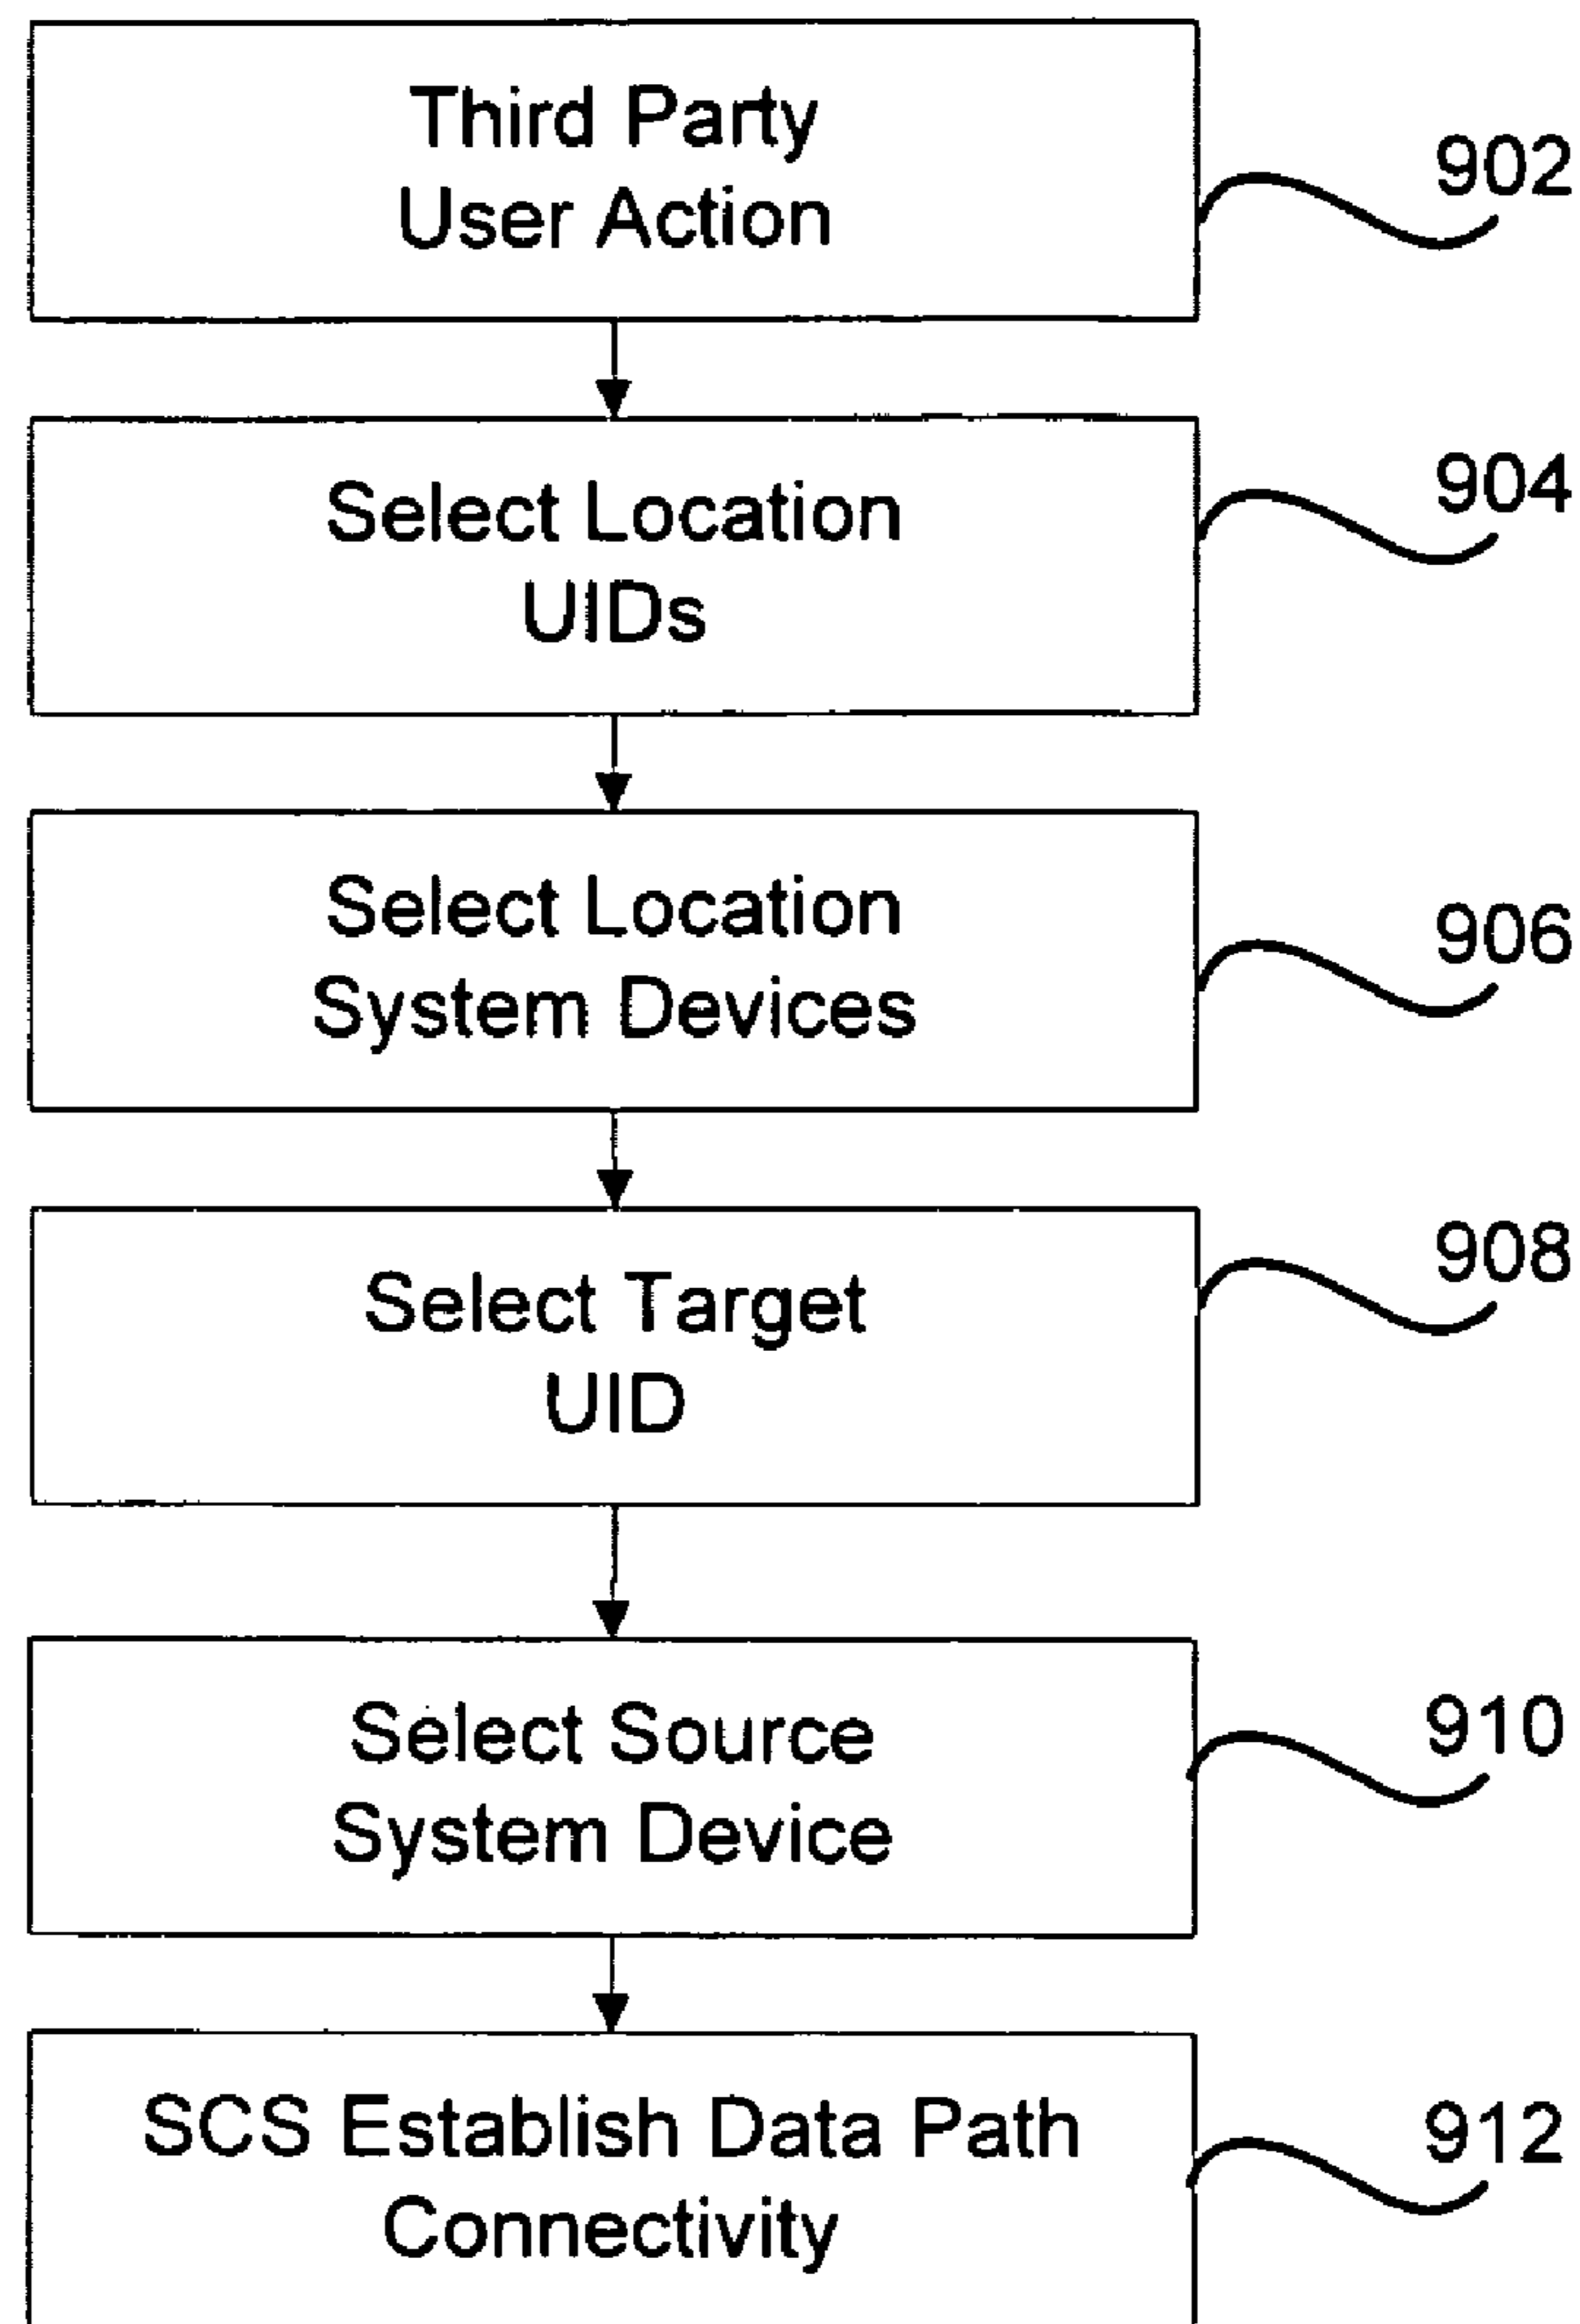 Third Party
User Action
902
Select Location
UIDs
904
Select Location
System Devices
906
Select Target
UID
908
Select Source
System Device
910
SCS Establish Data Path
Connectivity
912